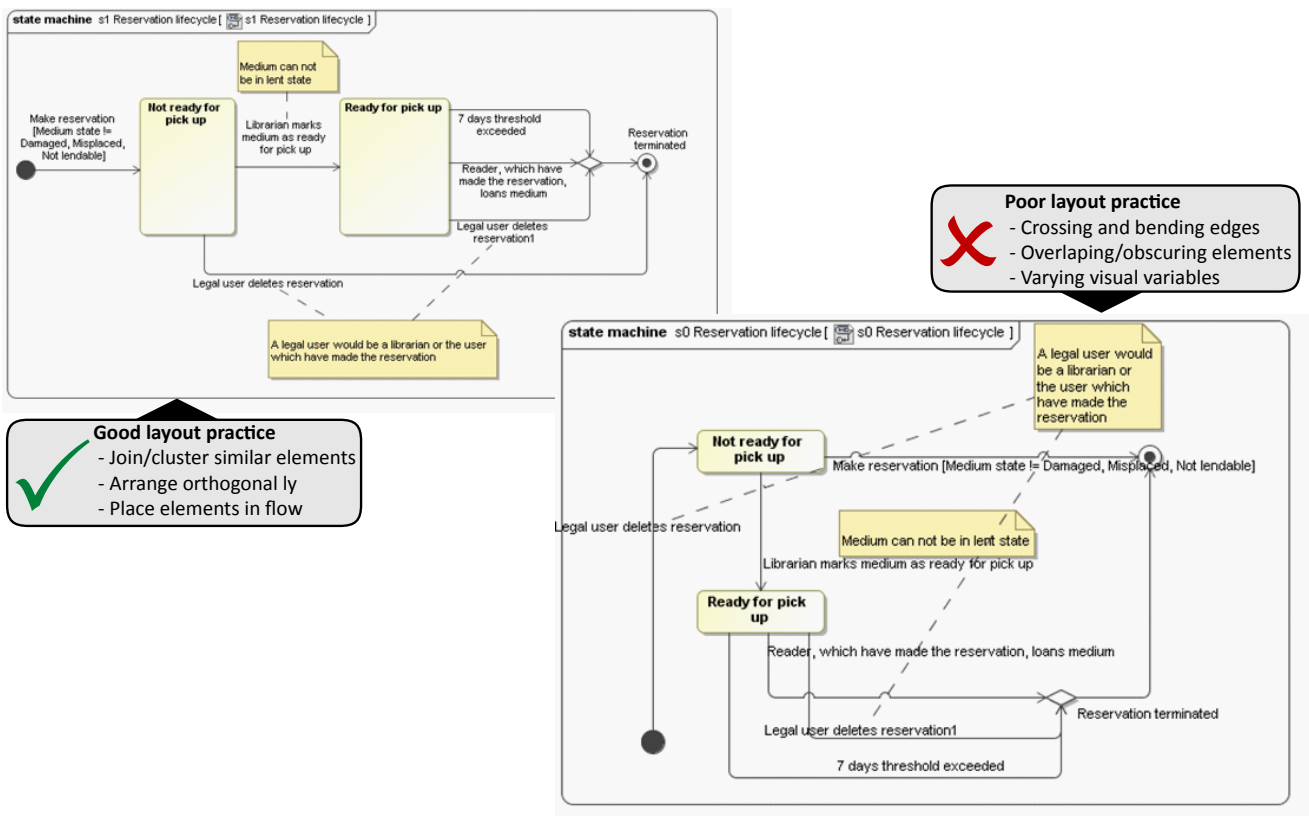 state machine s1 Reservation lifecycle [ s1 Reservation lifecycle ]
Medium can not
be in lent state
Make reservation
[Medium state !=
Damaged, Misplaced,
Not lendable]
Not ready for
pick up
Librarian marks
medium as ready
for pick up
Ready for pick up
7 days threshold
exceeded
Reader, which have
made the reservation,
loans medium
Legal user deletes
reservation1
Reservation
terminated
Legal user deletes reservation
A legal user would be a librarian or the user
which have made the reservation
Good layout practice
- Join/cluster similar elements
- Arrange orthogonal ly
- Place elements in flow
Poor layout practice
- Crossing and bending edges
- Overlaping/obscuring elements
- Varying visual variables
state machine s0 Reservation lifecycle [ s0 Reservation lifecycle ]
A legal user would
be a librarian or
the user which
have made the
reservation
Not ready for
pick up
Make reservation [Medium state != Damaged, Misplaced, Not lendable]
Legal user deletes reservation
Medium can not be in lent state
Librarian marks medium as ready for pick up
Ready for pick
up
Reader, which have made the reservation, loans medium
Reservation terminated
Legal user deletes reservation1
7 days threshold exceeded